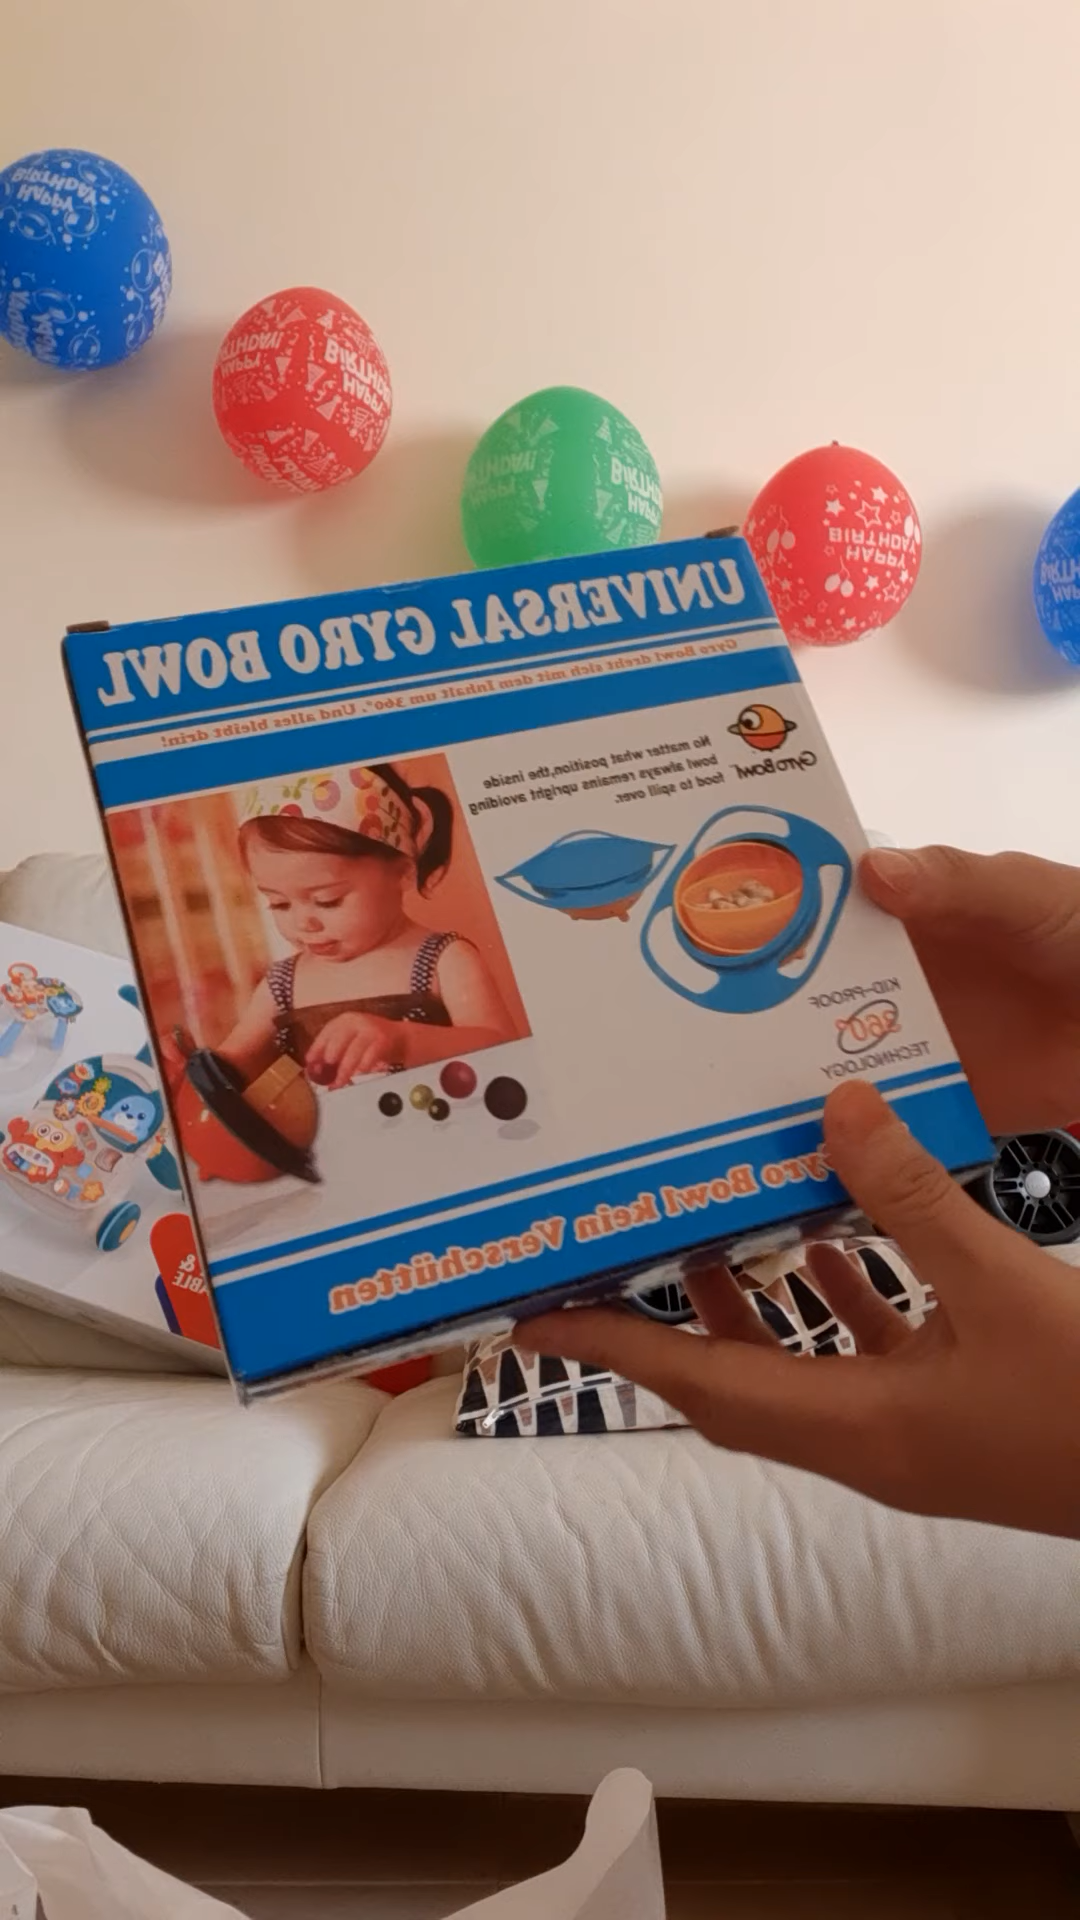 HAPPY
BIRTHDAY
HAPPY
BIRTHDAY
HAPPY
BIRTHDAY
HAPPY
BIRTHDAY
UNIVERSAL GYRO BOWL
Gyro Bowl dreht sich mit dem Inhalt um 360°. Und alles bleibt drin!
GYRO BOWL
No matter what position,the inside
bowl always remains upright avoiding
food to spill over.
KID-PROOF
360°
TECHNOLOGY
Gyro Bowl kein Verschütten
&